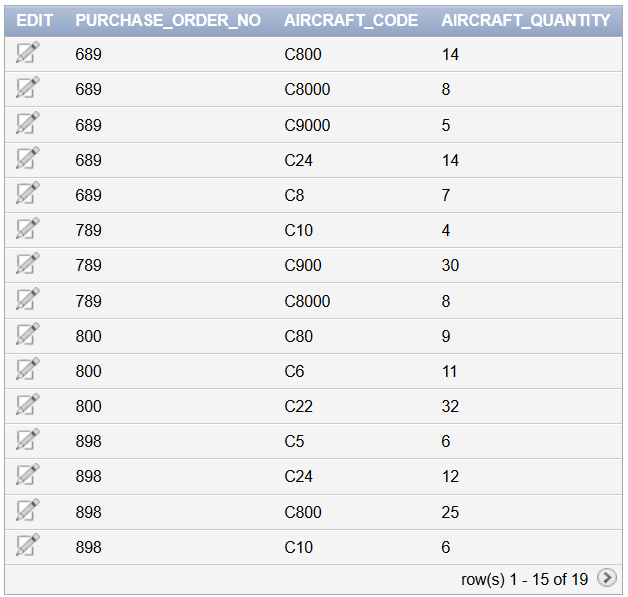 EDIT PURCHASE_ORDER_NO AIRCRAFT_CODE AIRCRAFT_QUANTITY
689 C800 14
689 C8000 8
689 C9000 5
689 C24 14
689 C8 7
789 C10 4
789 C900 30
789 C8000 8
800 C80 9
800 C6 11
800 C22 32
898 C5 6
898 C24 12
898 C800 25
898 C10 6
row(s) 1 - 15 of 19